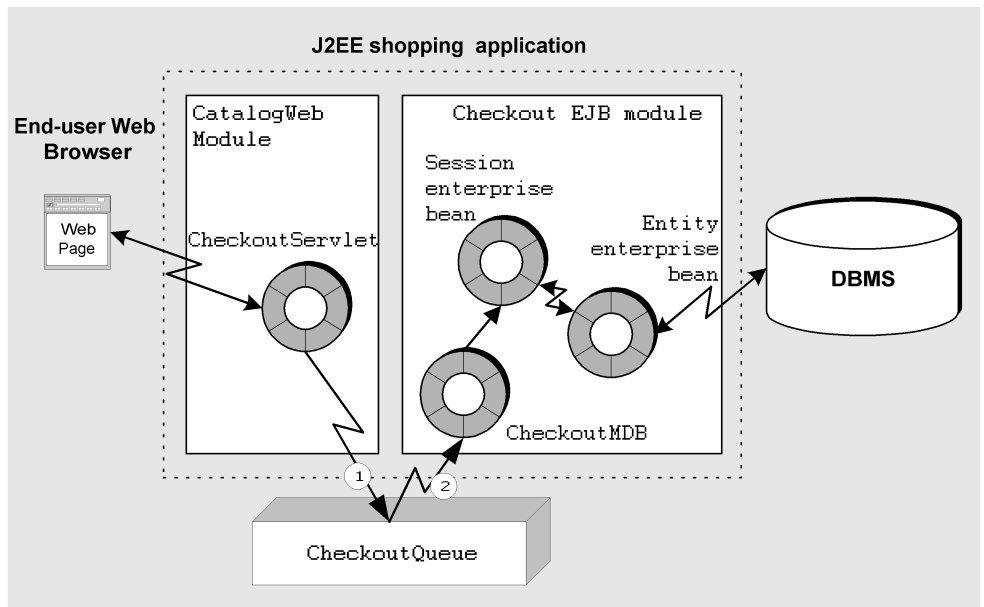 J2EE shopping application
End-user Web
Browser
Web
Page
CatalogWeb
Module
CheckoutServlet
Checkout EJB module
Session
enterprise
bean
Entity
enterprise
bean
CheckoutMDB
DBMS
1
2
CheckoutQueue